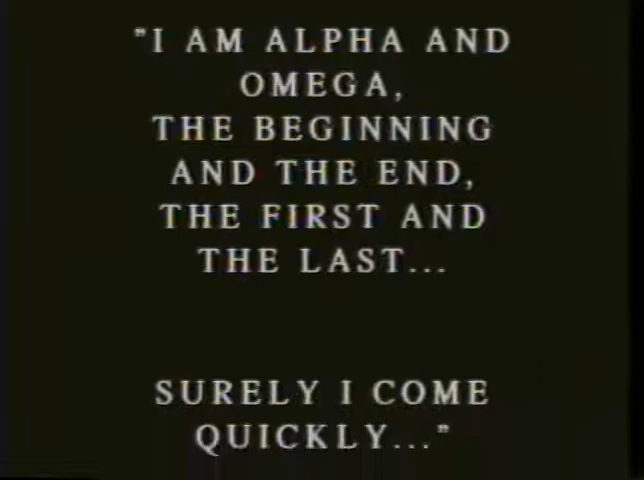 "I AM ALPHA AND
OMEGA,
THE BEGINNING
AND THE END,
THE FIRST AND
THE LAST...
SURELY I COME
QUICKLY..."